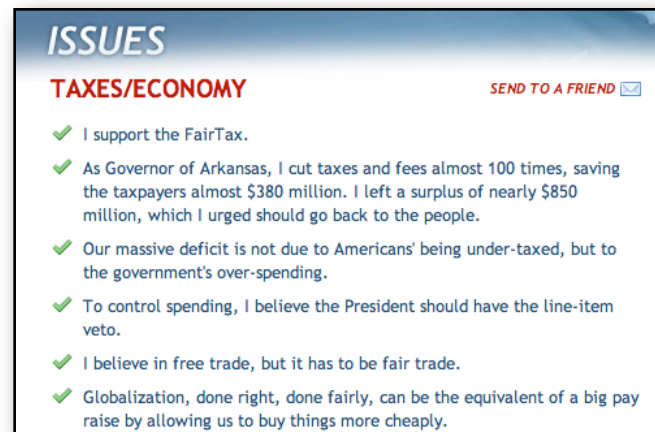 ISSUES
TAXES/ECONOMY
SEND TO A FRIEND
I support the FairTax.
As Governor of Arkansas, I cut taxes and fees almost 100 times, saving
the taxpayers almost $380 million. I left a surplus of nearly $850
million, which I urged should go back to the people.
Our massive deficit is not due to Americans' being under-taxed, but to
the government's over-spending.
To control spending, I believe the President should have the line-item
veto.
I believe in free trade, but it has to be fair trade.
Globalization, done right, done fairly, can be the equivalent of a big pay
raise by allowing us to buy things more cheaply.